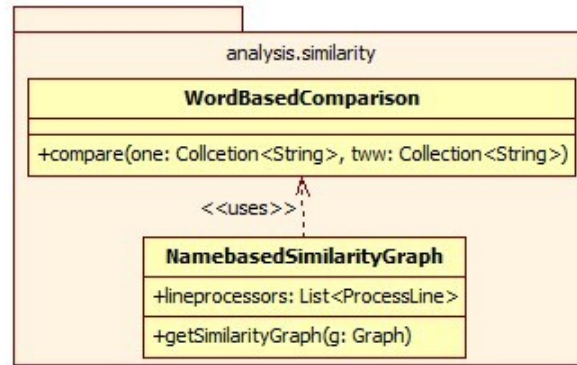 analysis.similarity
WordBasedComparison
+compare(one: Collcetion<String>, tww: Collection<String>)
<<uses>>
NamebasedSimilarityGraph
+lineprocessors: List<ProcessLine>
+getSimilarityGraph(g: Graph)